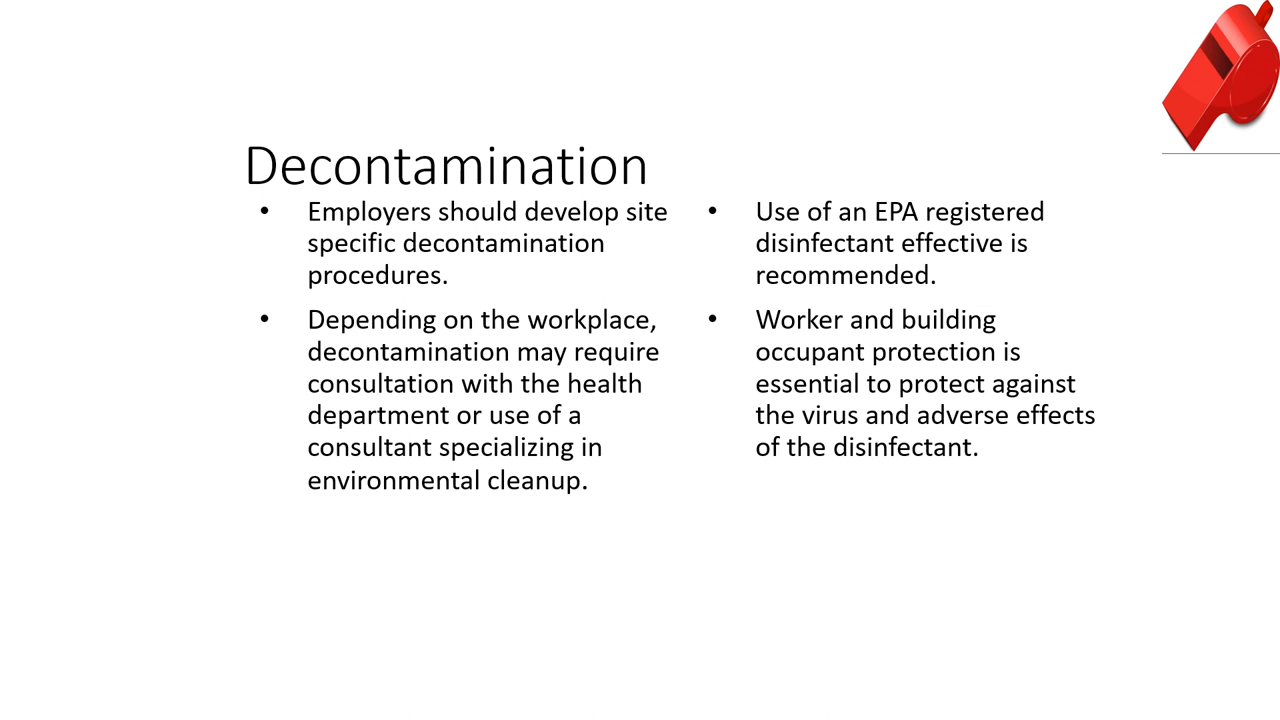 Decontamination
• Employers should develop site
specific decontamination
procedures.
• Depending on the workplace,
decontamination may require
consultation with the health
department or use of a
consultant specializing in
environmental cleanup.
• Use of an EPA registered
disinfectant effective is
recommended.
• Worker and building
occupant protection is
essential to protect against
the virus and adverse effects
of the disinfectant.